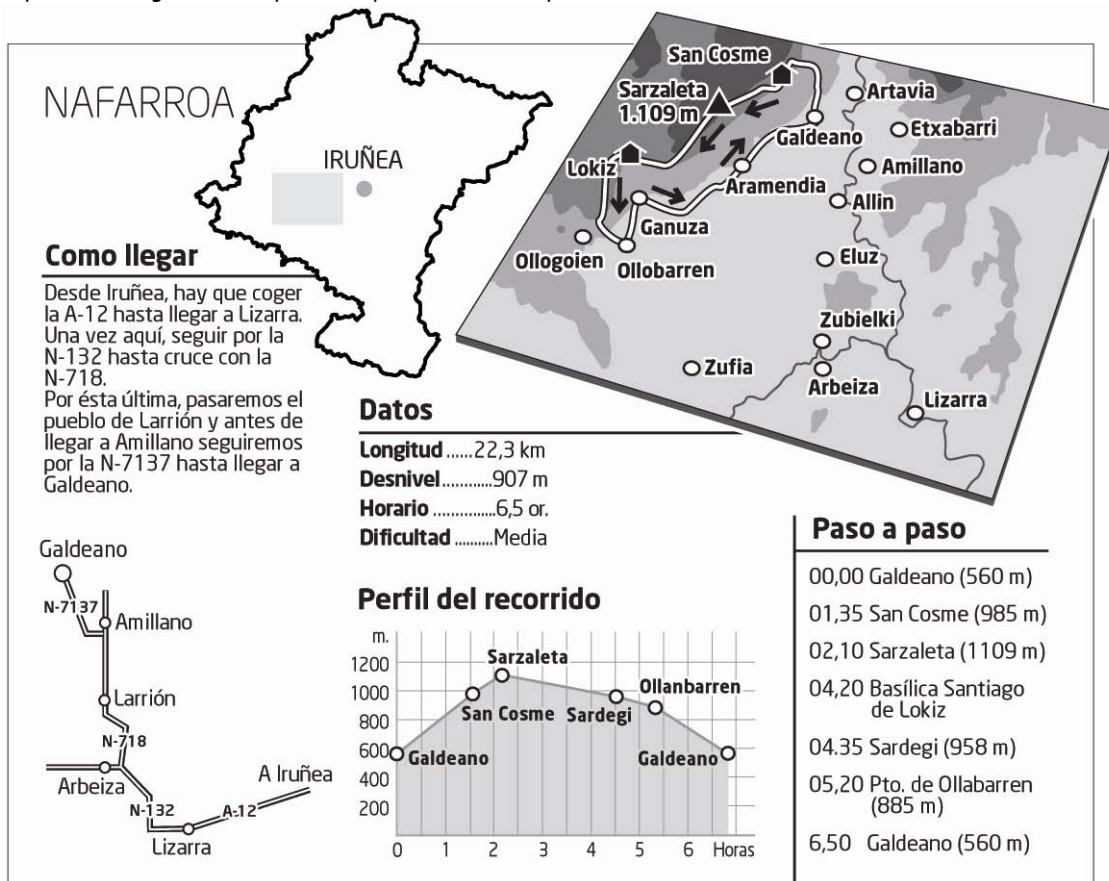 NAFARROA
IRUÑEA
San Cosme
Sarzaleta
1.109 m
Artavia
Galdeano
Etxabarri
Lokiz
Aramendia
Amillano
Allin
Ganuza
Ollogoien
Ollobarren
Eluz
Zubielki
Zufia
Arbeiza
Lizarra
Como llegar
Desde Iruñea, hay que coger
la A-12 hasta llegar a Lizarra.
Una vez aquí, seguir por la
N-132 hasta cruce con la
N-718.
Por ésta última, pasaremos el
pueblo de Larrión y antes de
llegar a Amillano seguiremos
por la N-7137 hasta llegar a
Galdeano.
Datos
Longitud ......22,3 km
Desnivel............907 m
Horario ...............6,5 or.
Dificultad ..........Media
Galdeano
N-7137
Amillano
Larrión
N-718
Arbeiza
A Iruñea
N-132
A-12
Lizarra
Perfil del recorrido
m.
1200
1000
800
600
400
200
Sarzaleta
Ollanbarren
San Cosme
Sardegi
Galdeano
Galdeano
0 1 2 3 4 5 6 Horas
Paso a paso
00,00 Galdeano (560 m)
01,35 San Cosme (985 m)
02,10 Sarzaleta (1109 m)
04,20 Basílica Santiago
de Lokiz
04.35 Sardegi (958 m)
05,20 Pto. de Ollabarren
(885 m)
6,50 Galdeano (560 m)